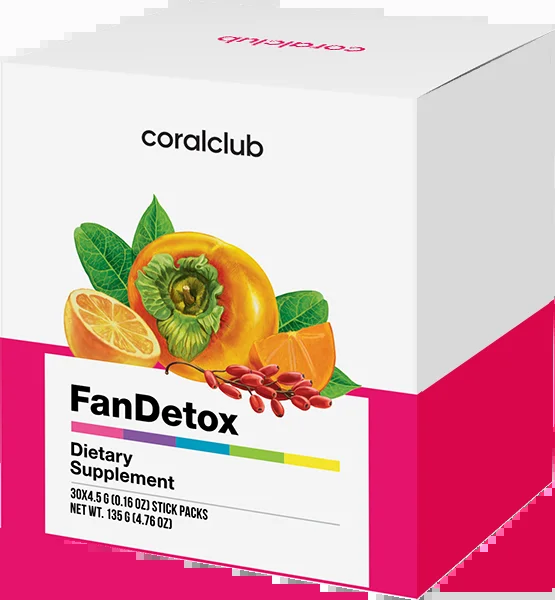 coralclub
coralclub
FanDetox
Dietary
Supplement
30X4.5 G (0.16 OZ) STICK PACKS
NET WT. 135 G (4.76 OZ)